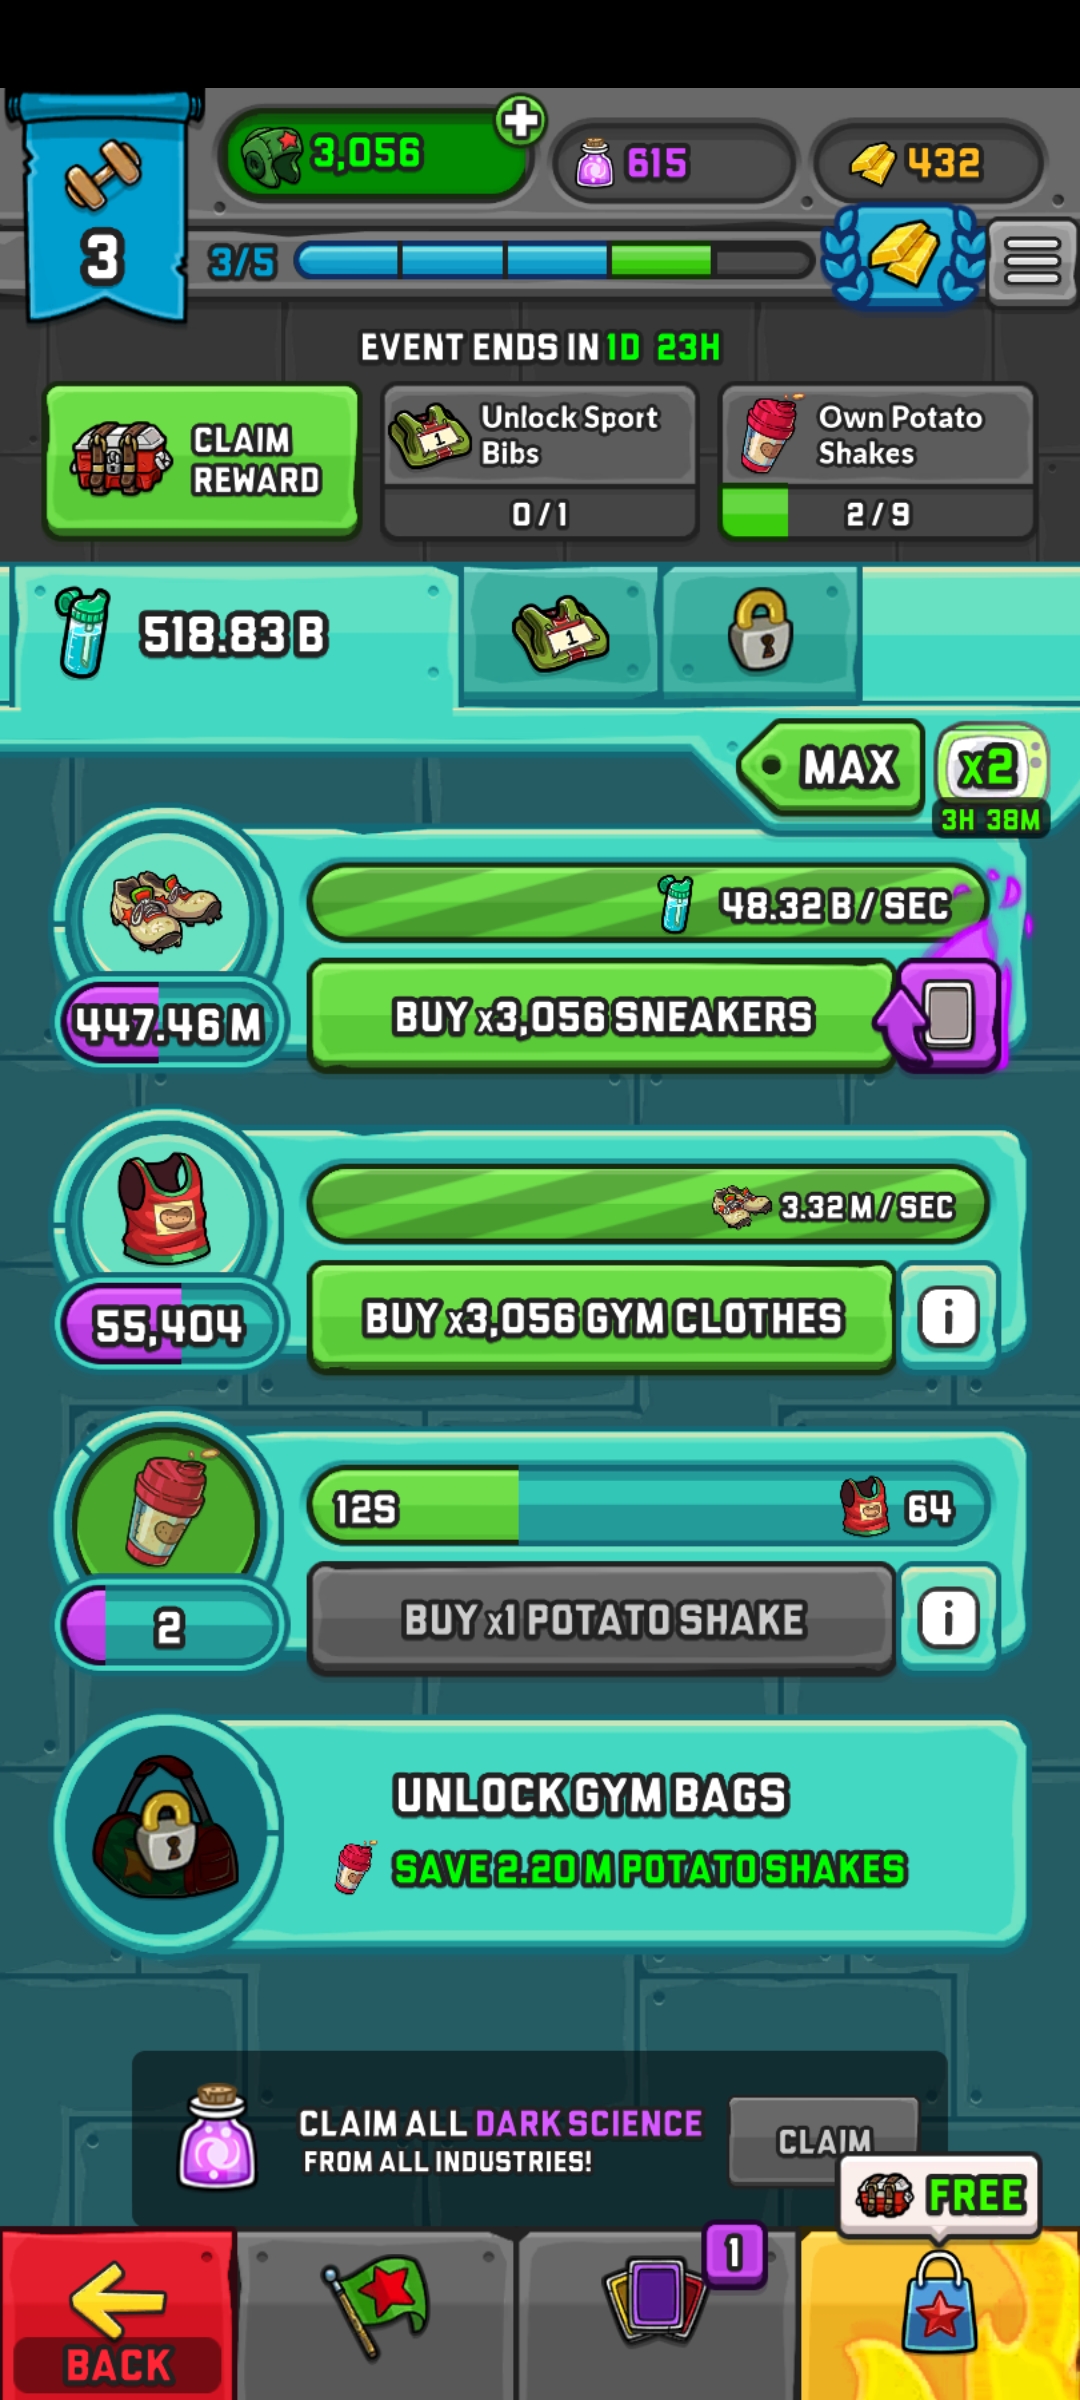 3,056
615
432
3
3/5
EVENT ENDS IN 1D 23H
CLAIM
REWARD
Unlock Sport
Bibs
0/1
Own Potato
Shakes
2/9
518.83 B
1
MAX
x2
3H 38M
48.32 B / SEC
447.46 M
BUY x3,056 SNEAKERS
3.32 M / SEC
55,404
BUY x3,056 GYM CLOTHES
i
12S
64
2
BUY x1 POTATO SHAKE
i
UNLOCK GYM BAGS
SAVE 2.20 M POTATO SHAKES
CLAIM ALL DARK SCIENCE
FROM ALL INDUSTRIES!
CLAIM
FREE
1
BACK